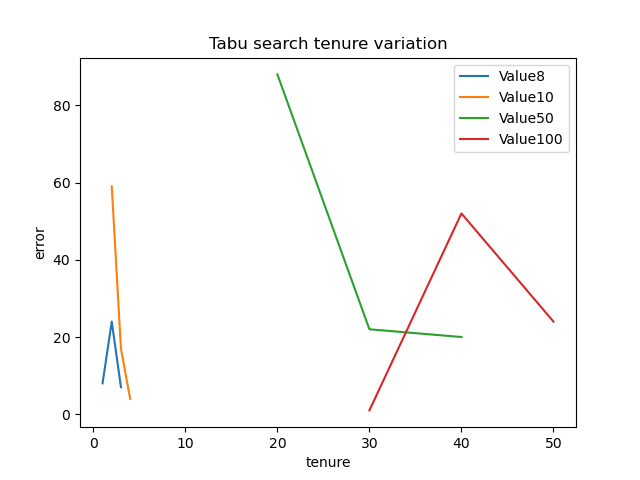 Tabu search tenure variation
Value8
Value10
Value50
Value100
80
60
40
20
0
error
0 10 20 30 40 50
tenure